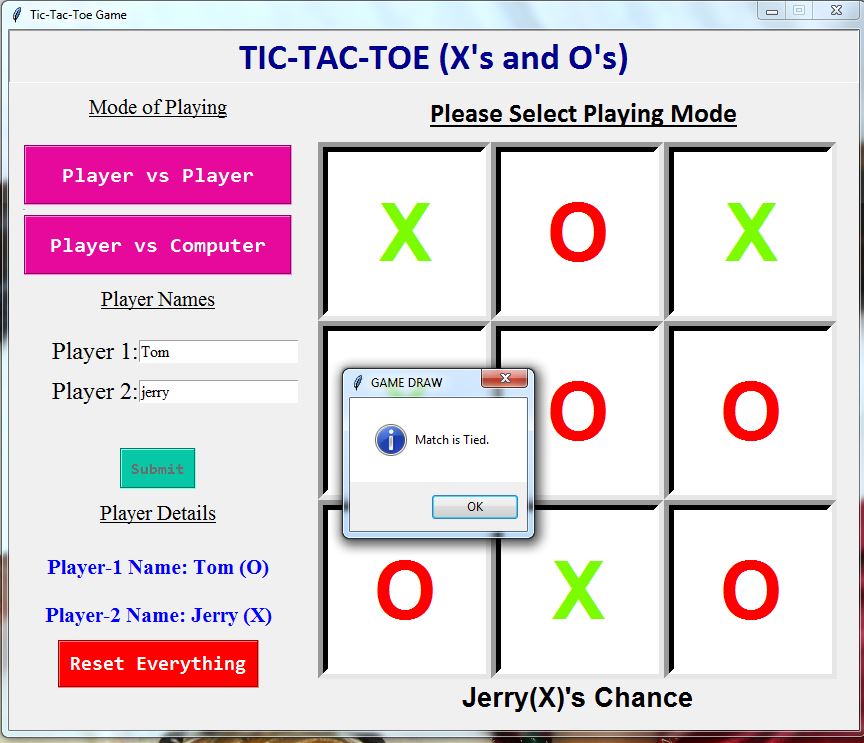 Tic-Tac-Toe Game
TIC-TAC-TOE (X's and O's)
Mode of Playing
Please Select Playing Mode
Player vs Player
Player vs Computer
Player Names
Player 1: Tom
Player 2: jerry
Submit
Player Details
Player-1 Name: Tom (O)
Player-2 Name: Jerry (X)
Reset Everything
X O X
O O
O X O
GAME DRAW
Match is Tied.
OK
Jerry(X)'s Chance